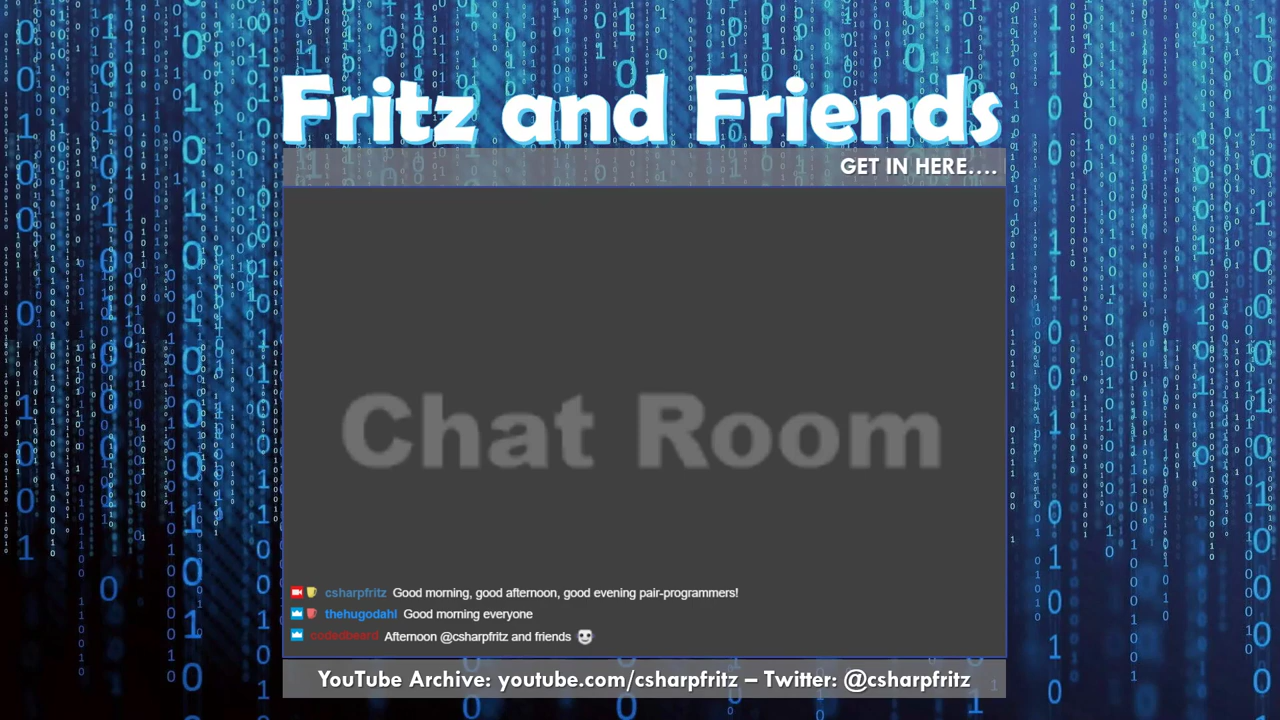 Fritz and Friends
GET IN HERE....
Chat Room
csharpfritz Good morning, good afternoon, good evening pair-programmers!
thehugodahl Good morning everyone
codedbeard Afternoon @csharpfritz and friends
YouTube Archive: youtube.com/csharpfritz – Twitter: @csharpfritz